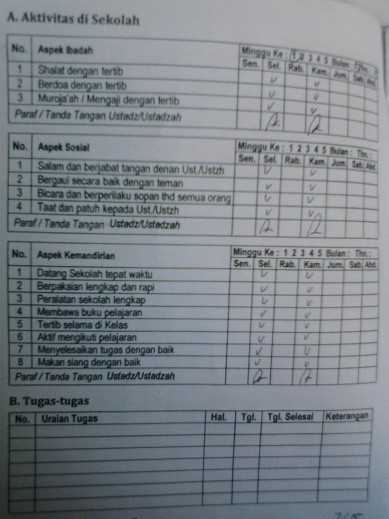 A. Aktivitas di Sekolah
No. Aspek Ibadah Minggu Ke : 1 2 3 4 5 Bulan : Thn.:
Sen. Sel. Rab. Kam. Jum. Sab. Ahd.
1 Shalat dengan tertib
2 Berdoa dengan tertib
3 Muroja'ah / Mengaji dengan tertib
Paraf / Tanda Tangan Ustadz/Ustadzah
No. Aspek Sosial Minggu Ke : 1 2 3 4 5 Bulan : Thn.:
Sen. Sel. Rab. Kam. Jum. Sab. Ahd.
1 Salam dan berjabat tangan denan Ust./Ustzh
2 Bergaul secara baik dengan teman
3 Bicara dan berperilaku sopan thd semua orang
4 Taat dan patuh kepada Ust./Ustzh
Paraf / Tanda Tangan Ustadz/Ustadzah
No. Aspek Kemandirian Minggu Ke : 1 2 3 4 5 Bulan : Thn.:
Sen. Sel. Rab. Kam. Jum. Sab. Ahd.
1 Datang Sekolah tepat waktu
2 Berpakaian lengkap dan rapi
3 Peralatan sekolah lengkap
4 Membawa buku pelajaran
5 Tertib selama di Kelas
6 Aktif mengikuti pelajaran
7 Menyelesaikan tugas dengan baik
8 Makan siang dengan baik
Paraf / Tanda Tangan Ustadz/Ustadzah
B. Tugas-tugas
No. Uraian Tugas Hal. Tgl. Tgl. Selesai Keterangan